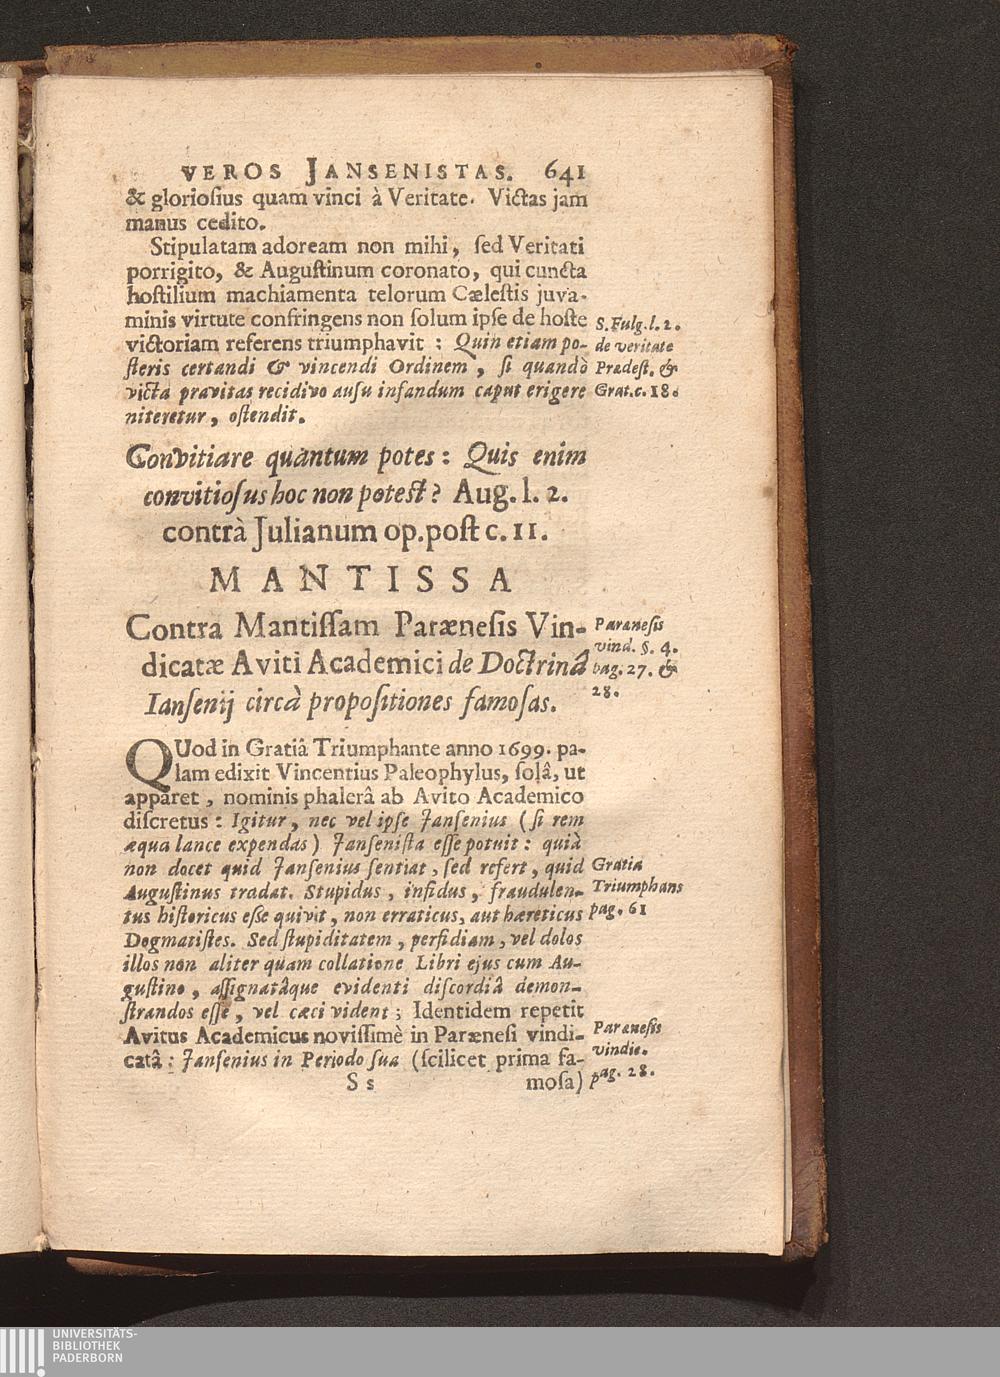 VEROS JANSENISTAS. 641
& gloriosius quam vinci à Veritate. Victas jam
manus cedito.
Stipulatam adoream non mihi, sed Veritati
porrigito, & Augustinum coronato, qui cuncta
hostilium machiamenta telorum Cælestis juva-
minis virtute confringens non solum ipse de hoste
victoriam referens triumphavit : Quin etiam po-
steris certandi & vincendi Ordinem, si quandò
victa pravitas recidivo ausu infandum caput erigere
niteretur, ostendit.
S. Fulg. l. 2.
de veritate
Prædest. &
Grat. c. 18.
Convitiare quantum potes : Quis enim
convitiosus hoc non potest? Aug. l. 2.
contrà Julianum op. post c. 11.
MANTISSA
Contra Mantissam Parænesis Vin-
dicatæ Aviti Academici de Doctrinâ
Iansenij circà propositiones famosas.
Parænesis
vind. §. 4.
pag. 27. &
28.
QUod in Gratiâ Triumphante anno 1699. pa-
lam edixit Vincentius Paleophylus, solâ, ut
apparet, nominis phalerâ ab Avito Academico
discretus : Igitur, nec vel ipse Jansenius (si rem
æqua lance expendas) Jansenista esse potuit : quià
non docet quid Jansenius sentiat, sed refert, quid
Augustinus tradat. Stupidus, infidus, fraudulen-
tus historicus esse quivit, non erraticus, aut hæreticus
Dogmatistes. Sed stupiditatem, perfidiam, vel dolos
illos non aliter quam collatione Libri ejus cum Au-
gustino, assignatâque evidenti discordiâ demon-
strandos esse, vel cæci vident; Identidem repetit
Avitus Academicus novissimè in Parænesi vindi-
catâ : Jansenius in Periodo sua (scilicet prima fa-
Gratia
Triumphans
pag. 61
Parænesis
vindic.
pag. 28.
S s mosa)
UNIVERSITÄTS-
BIBLIOTHEK
PADERBORN